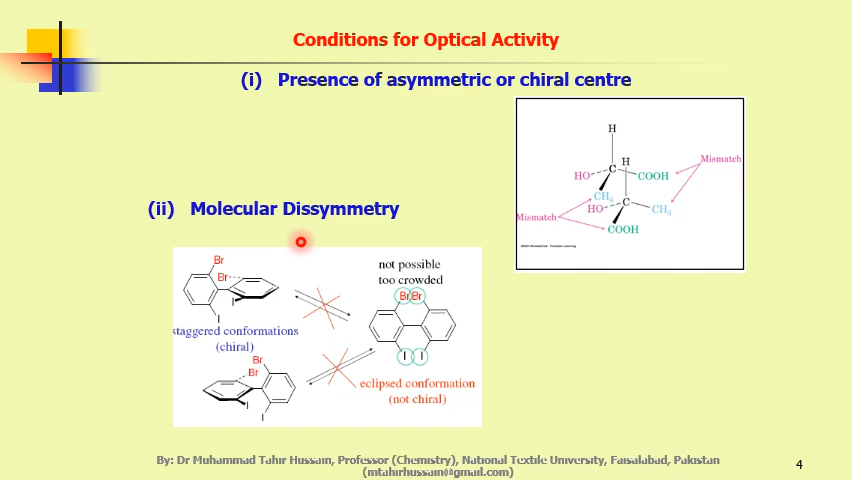 Conditions for Optical Activity
(i) Presence of asymmetric or chiral centre
H
H
Mismatch
HO
C
COOH
CH3
HO
C
CH3
Mismatch
COOH
(ii) Molecular Dissymmetry
Br
Br
I
I
not possible
too crowded
Br Br
staggered conformations
(chiral)
I I
Br
Br
I
I
eclipsed conformation
(not chiral)
By: Dr Muhammad Tahir Hussain, Professor (Chemistry), National Textile University, Faisalabad, Pakistan
(mtahirhussain@gmail.com)
4